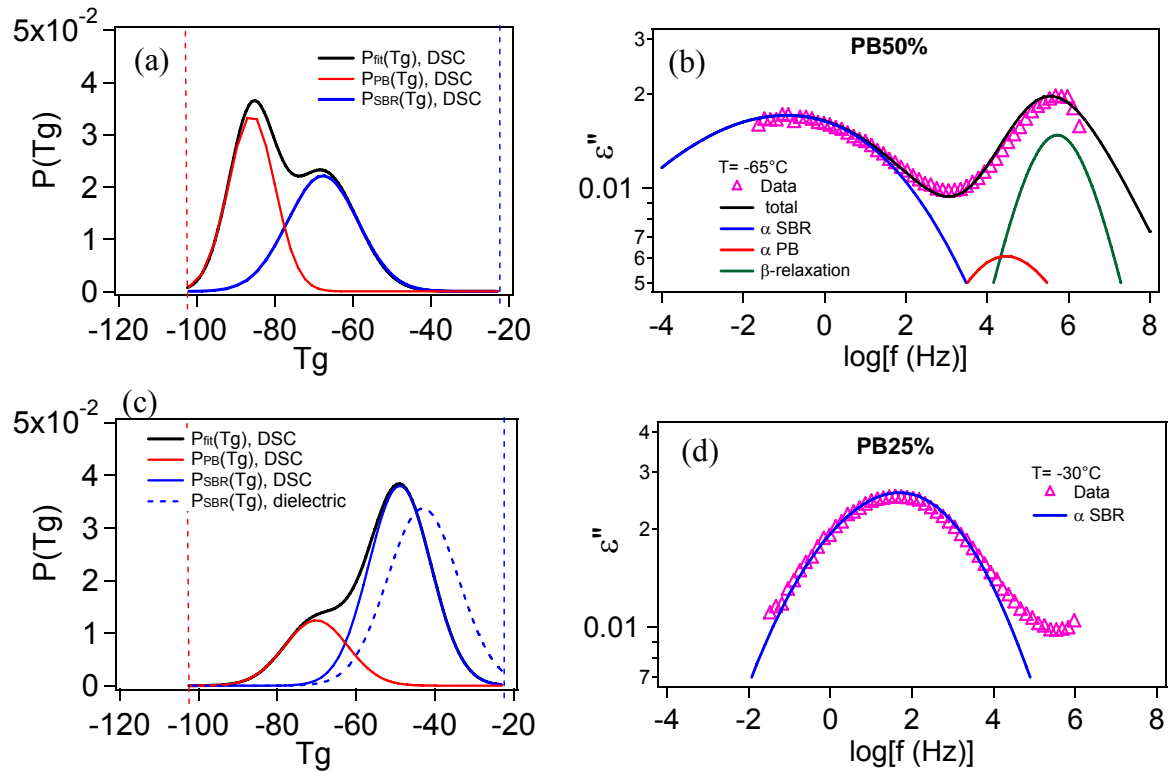 (a)
5x10-2
4
3
2
1
0
P(Tg)
Pfit(Tg), DSC
PPB(Tg), DSC
PSBR(Tg), DSC
-120 -100 -80 -60 -40 -20
Tg
(b)
PB50%
3
2
0.01
8
7
6
5
ε"
T= -65°C
Data
total
α SBR
α PB
β-relaxation
-4 -2 0 2 4 6 8
log[f (Hz)]
(c)
5x10-2
4
3
2
1
0
P(Tg)
Pfit(Tg), DSC
PPB(Tg), DSC
PSBR(Tg), DSC
PSBR(Tg), dielectric
-120 -100 -80 -60 -40 -20
Tg
(d)
PB25%
4
3
2
0.01
7
ε"
T= -30°C
Data
α SBR
-4 -2 0 2 4 6 8
log[f (Hz)]